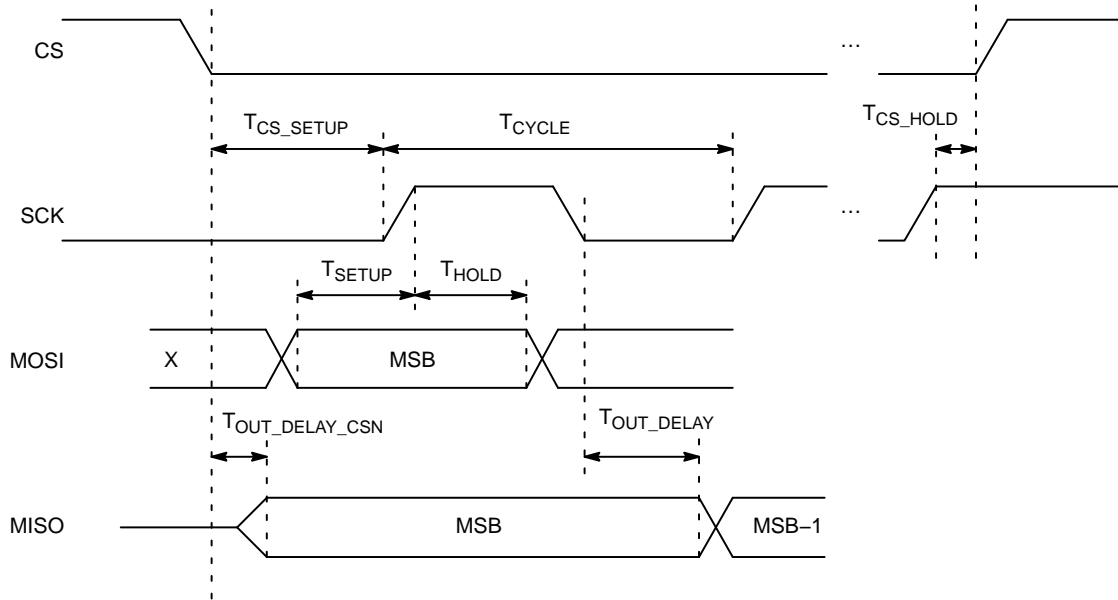 CS
...
T_CS_SETUP
T_CYCLE
T_CS_HOLD
SCK
...
T_SETUP
T_HOLD
MOSI
X
MSB
T_OUT_DELAY_CSN
T_OUT_DELAY
MISO
MSB
MSB−1